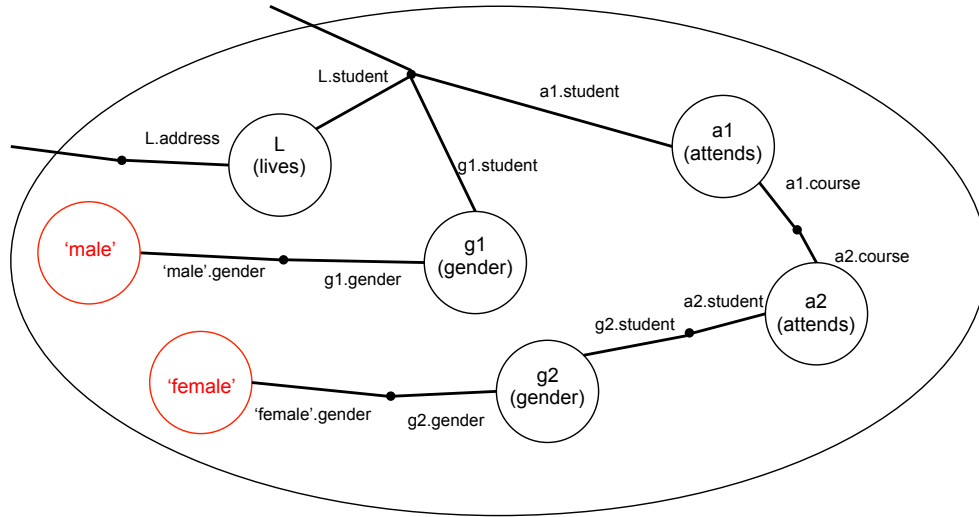 L.student
a1.student
L.address
L
(lives)
a1
(attends)
g1.student
a1.course
'male'
g1
(gender)
'male'.gender
g1.gender
a2.course
a2.student
a2
(attends)
g2.student
'female'
g2
(gender)
'female'.gender
g2.gender